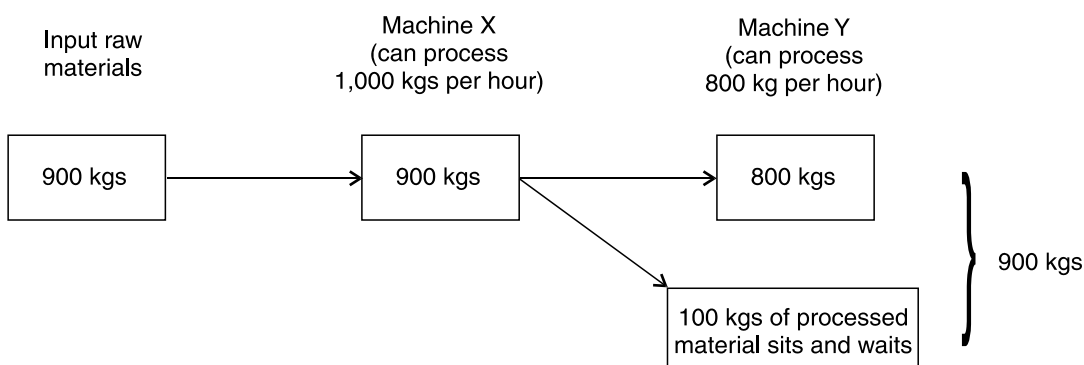 Input raw
materials
Machine X
(can process
1,000 kgs per hour)
Machine Y
(can process
800 kg per hour)
900 kgs
900 kgs
800 kgs
900 kgs
100 kgs of processed
material sits and waits